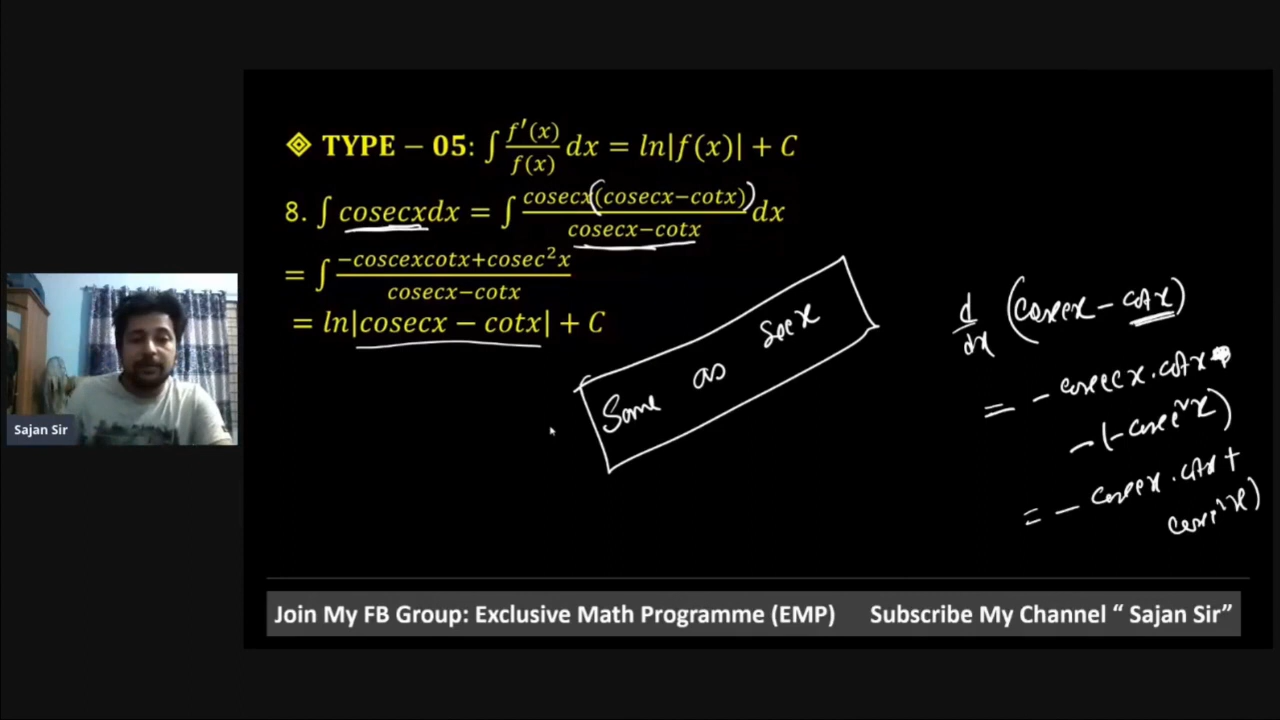 TYPE – 05: ∫ f′(x)/f(x) dx = ln|f(x)| + C
8. ∫ cosecxdx = ∫ cosecx(cosecx−cotx)/cosecx−cotx dx
= ∫ −coscexcotx+cosec²x/cosecx−cotx
= ln|cosecx − cotx| + C
Same as secx
d/dx (cosecx − cotx)
= − cosecx.cotx
− (−cosec²x)
= − cosecx.cotx +
cosec²x)
Sajan Sir
Join My FB Group: Exclusive Math Programme (EMP) Subscribe My Channel “ Sajan Sir”